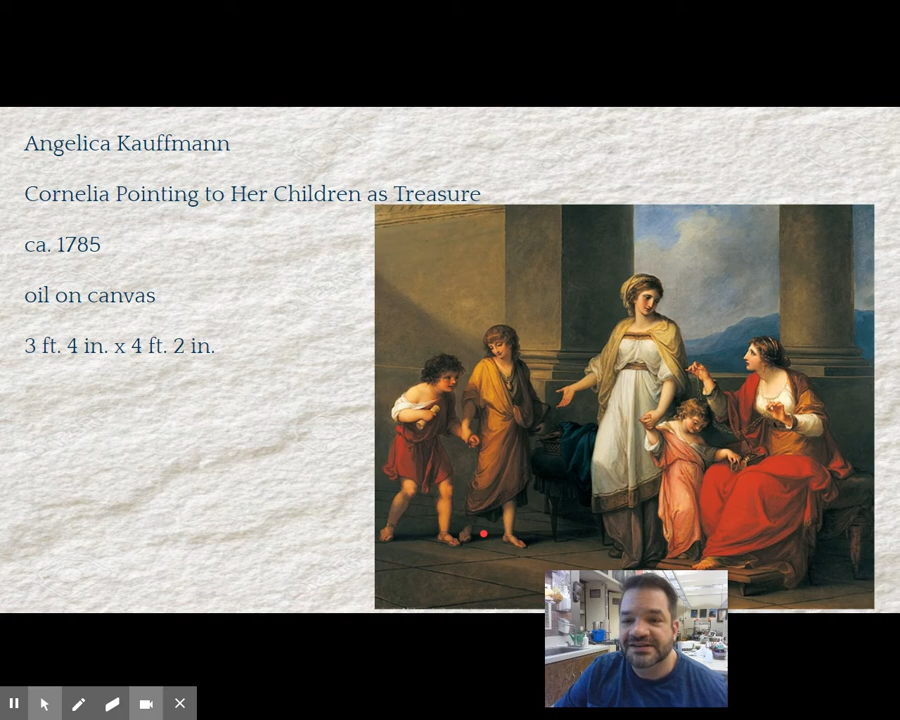 Angelica Kauffmann
Cornelia Pointing to Her Children as Treasure
ca. 1785
oil on canvas
3 ft. 4 in. x 4 ft. 2 in.